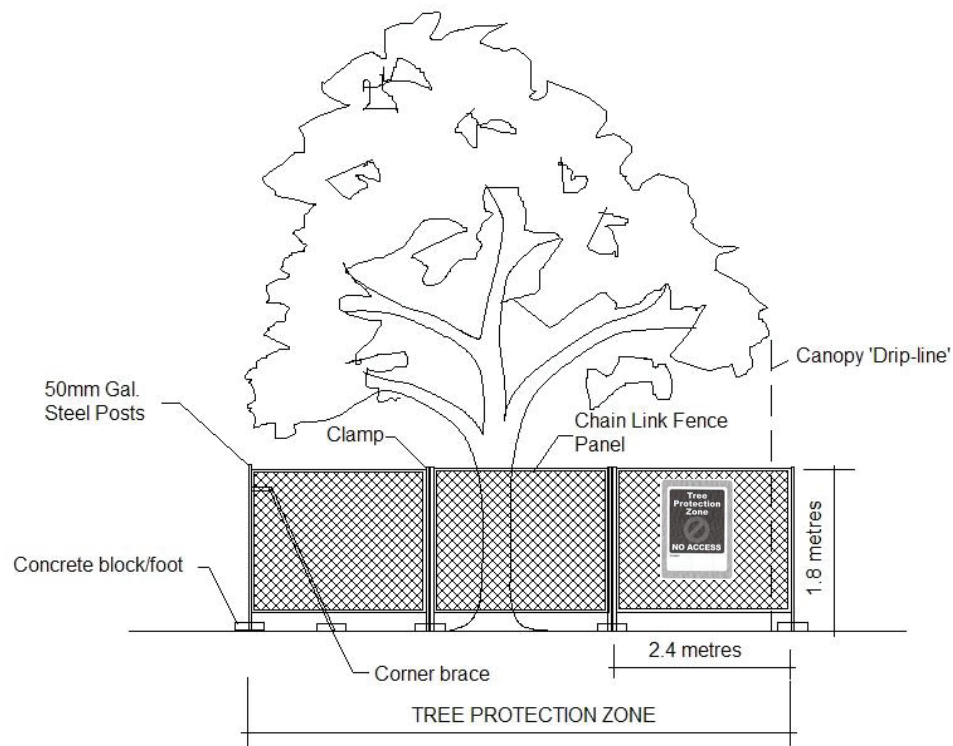 Canopy 'Drip-line'
50mm Gal.
Steel Posts
Clamp
Chain Link Fence
Panel
Tree
Protection
Zone
NO ACCESS
1.8 metres
Concrete block/foot
2.4 metres
Corner brace
TREE PROTECTION ZONE